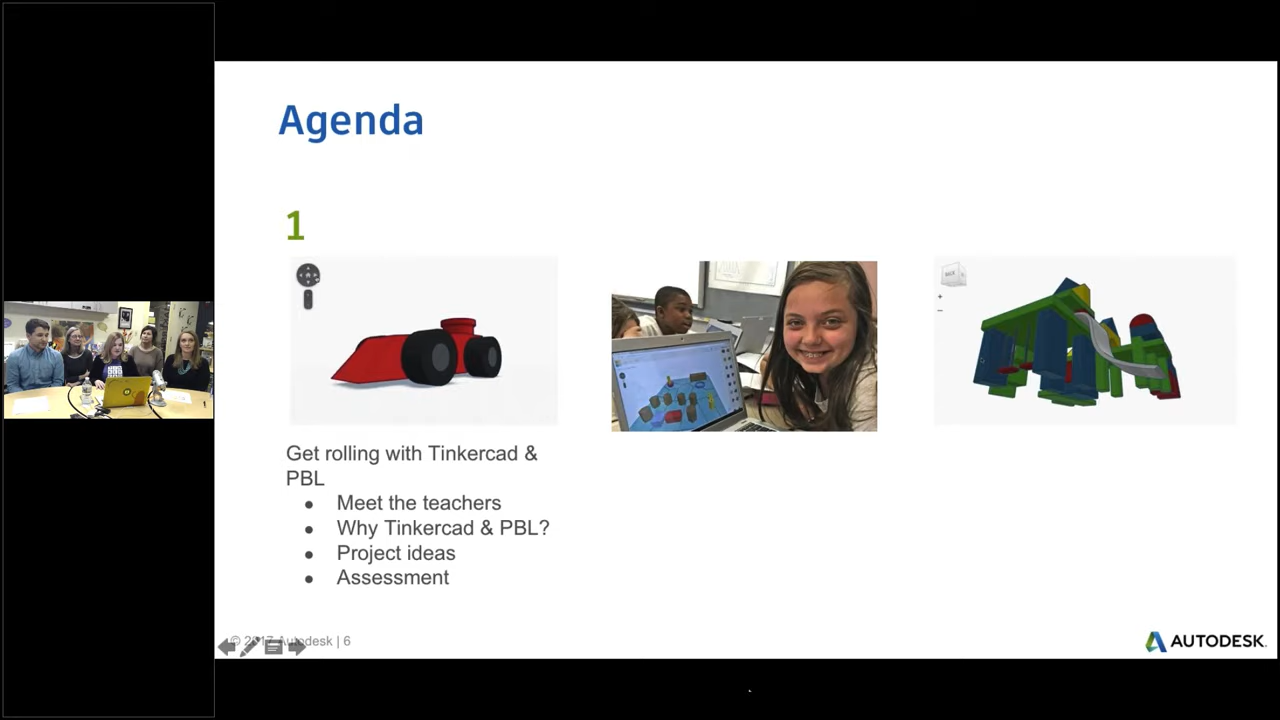 Agenda
1
Get rolling with Tinkercad &
PBL
● Meet the teachers
● Why Tinkercad & PBL?
● Project ideas
● Assessment
© 2017 Autodesk | 6
AUTODESK.